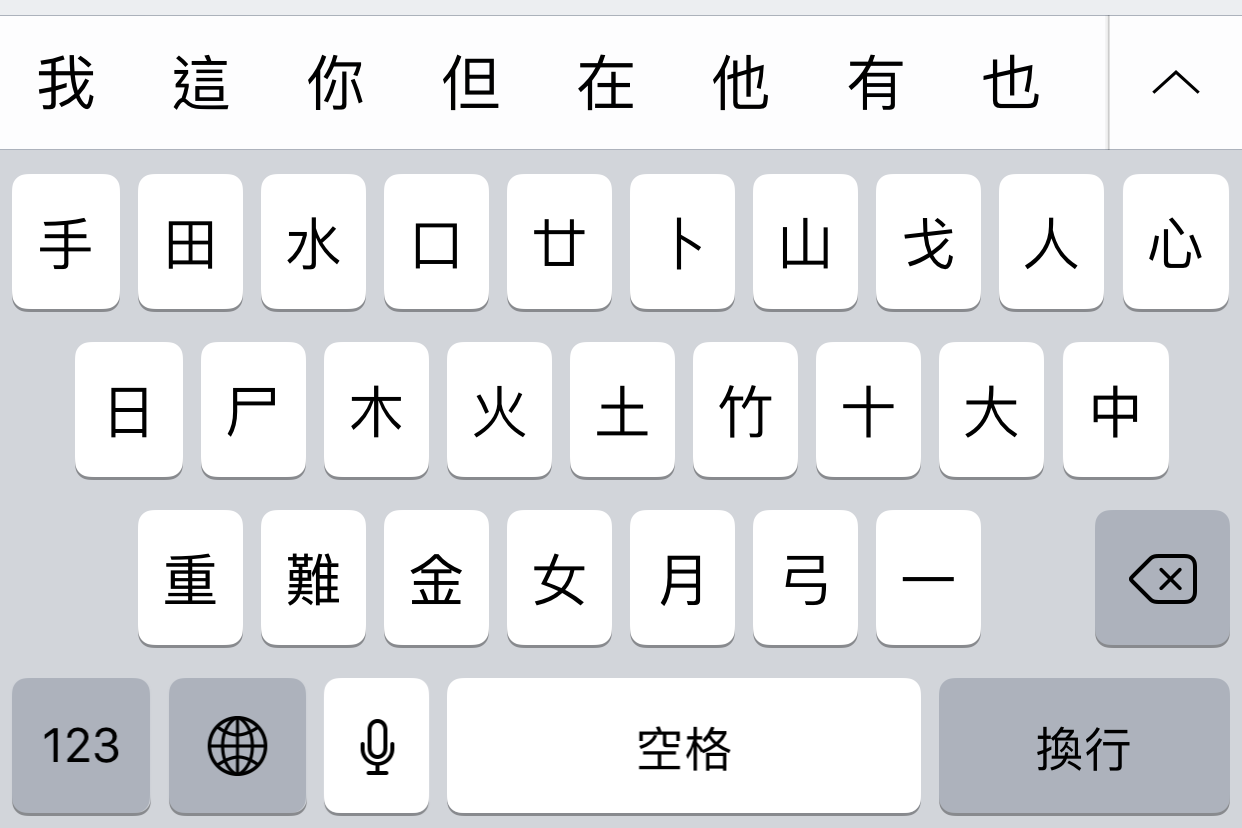 我 這 你 但 在 他 有 也
手 田 水 口 廿 卜 山 戈 人 心
日 尸 木 火 土 竹 十 大 中
重 難 金 女 月 弓 一
123 空格 換行